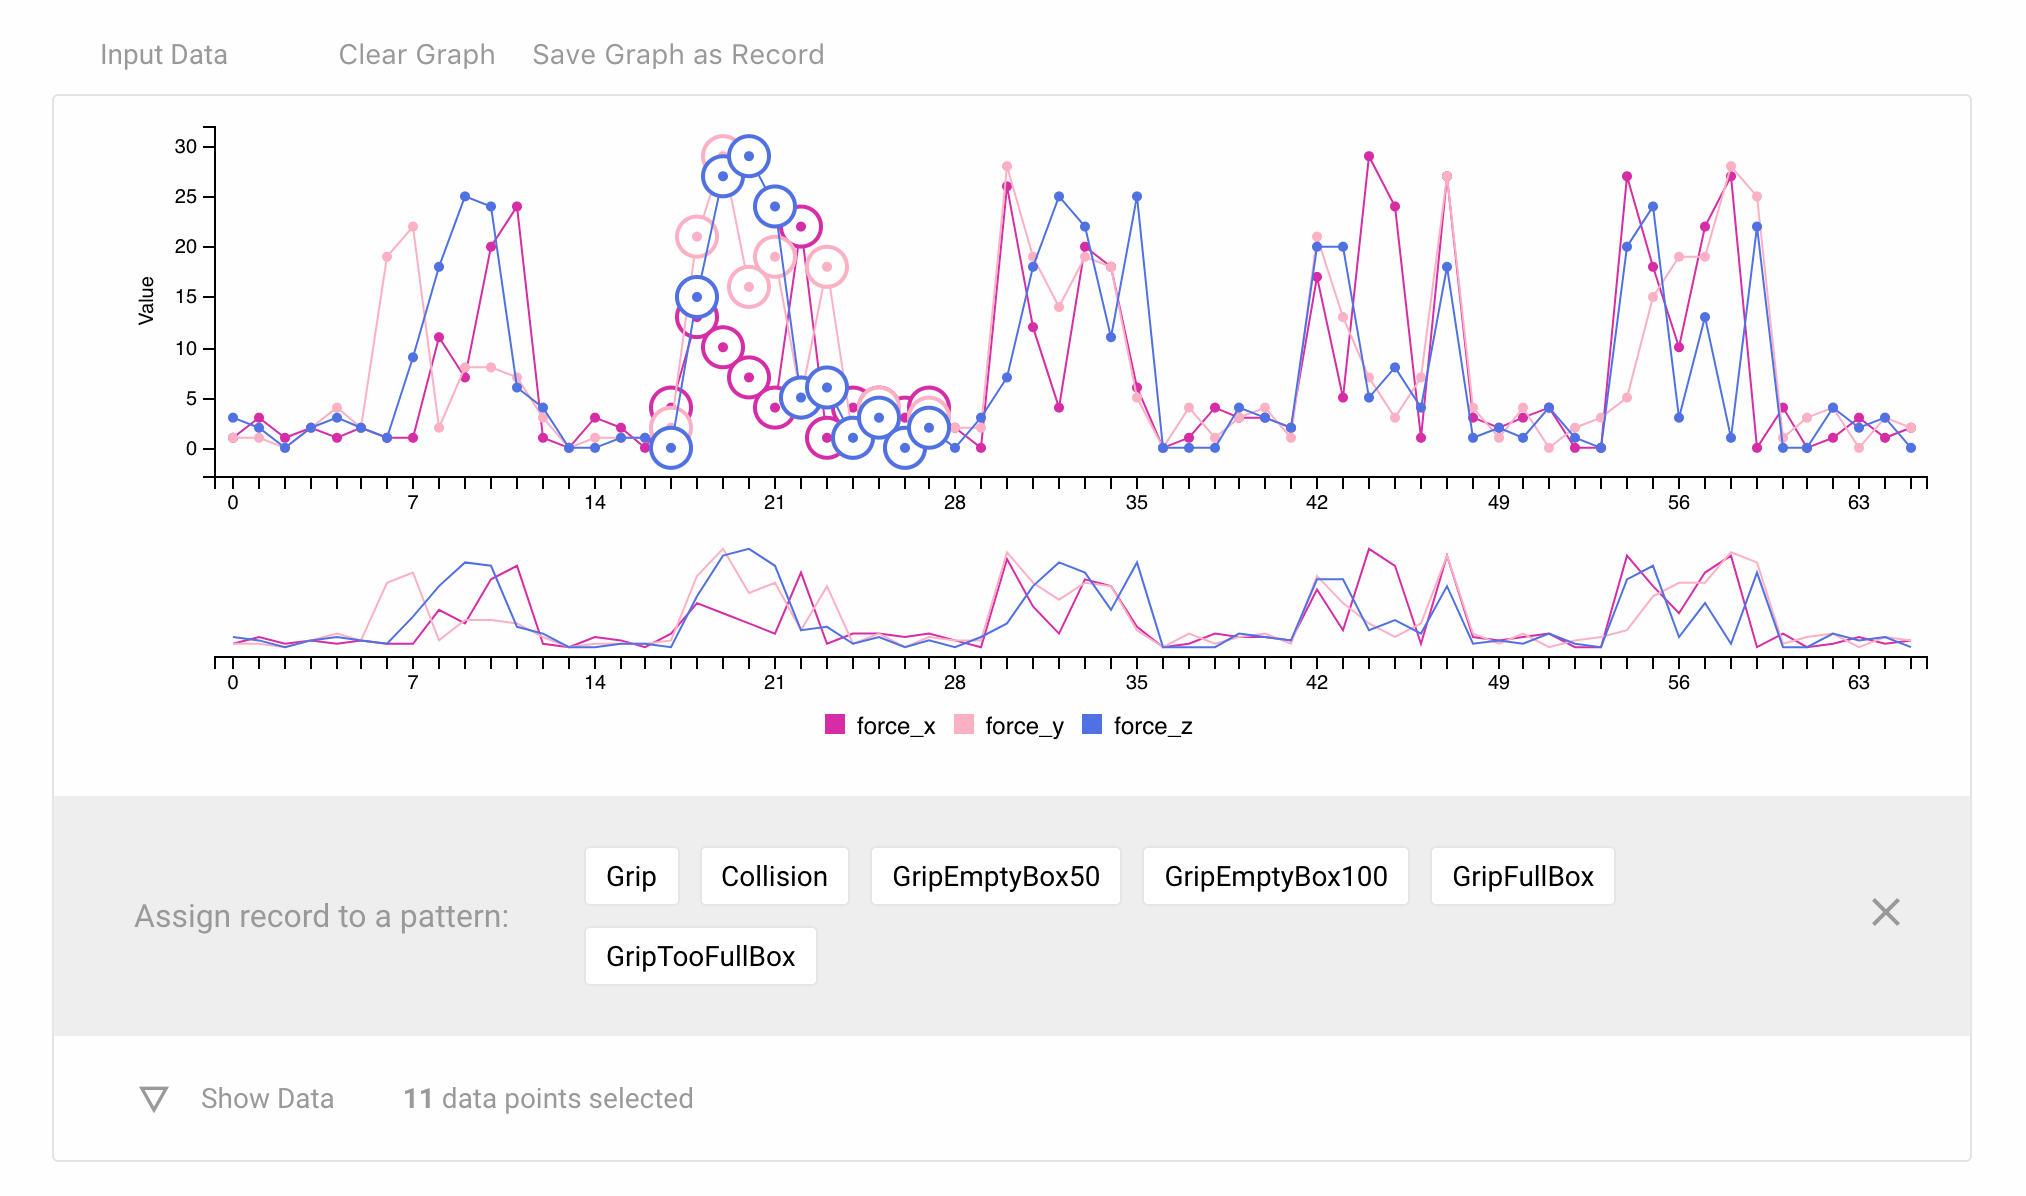 Input Data Clear Graph Save Graph as Record
30
25
20
15
10
5
0
Value
0 7 14 21 28 35 42 49 56 63
0 7 14 21 28 35 42 49 56 63
force_x force_y force_z
Grip Collision GripEmptyBox50 GripEmptyBox100 GripFullBox
Assign record to a pattern:
GripTooFullBox
Show Data 11 data points selected